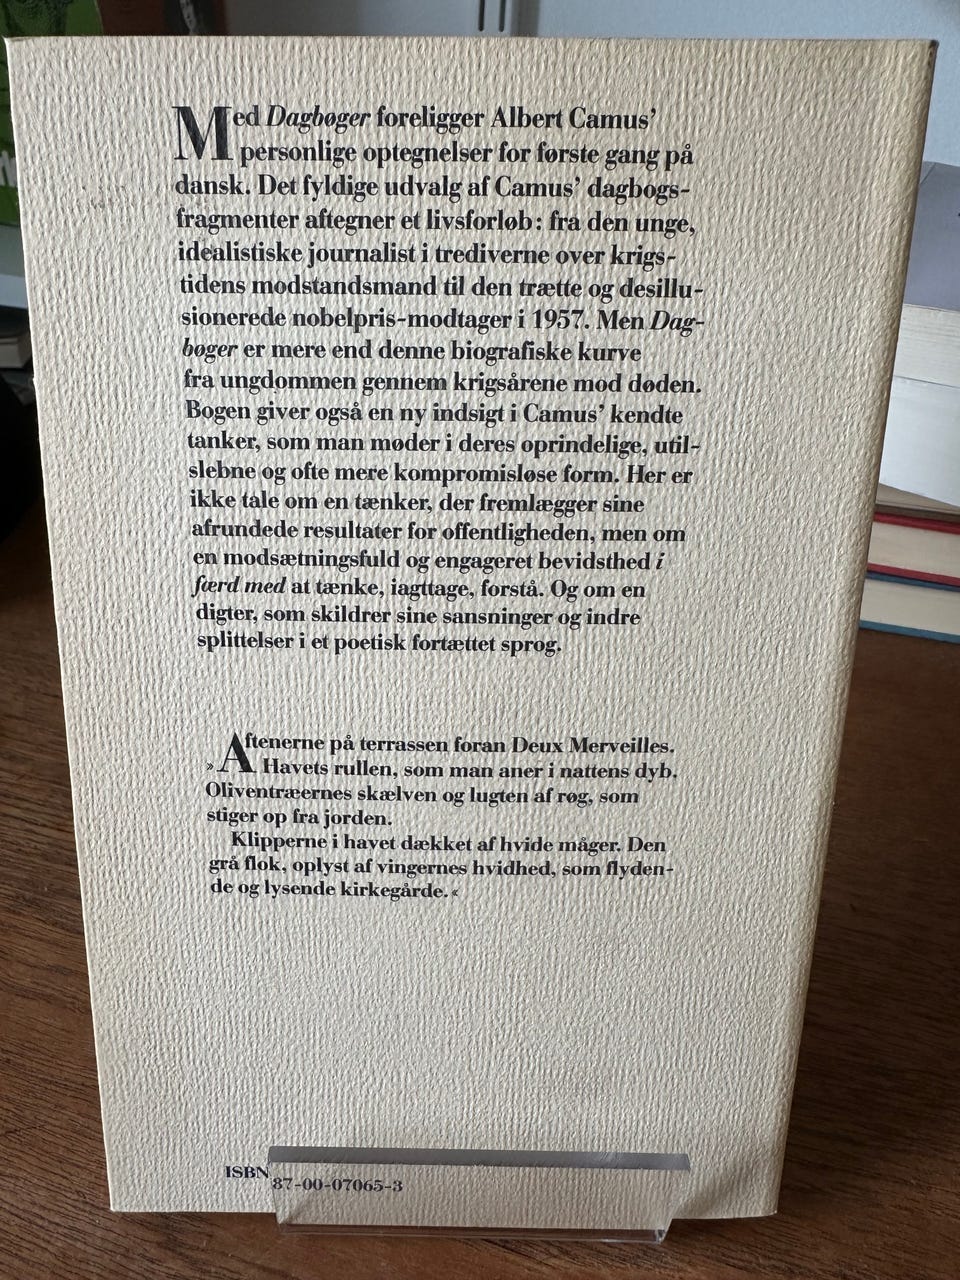 Med Dagbøger foreligger Albert Camus'
personlige optegnelser for første gang på
dansk. Det fyldige udvalg af Camus' dagbogs-
fragmenter aftegner et livsforløb: fra den unge,
idealistiske journalist i trediverne over krigs-
tidens modstandsmand til den trætte og desillu-
sionerede nobelpris-modtager i 1957. Men Dag-
bøger er mere end denne biografiske kurve
fra ungdommen gennem krigsårene mod døden.
Bogen giver også en ny indsigt i Camus' kendte
tanker, som man møder i deres oprindelige, util-
slebne og ofte mere kompromisløse form. Her er
ikke tale om en tænker, der fremlægger sine
afrundede resultater for offentligheden, men om
en modsætningsfuld og engageret bevidsthed i
færd med at tænke, iagttage, forstå. Og om en
digter, som skildrer sine sansninger og indre
splittelser i et poetisk fortættet sprog.
»Aftenerne på terrassen foran Deux Merveilles.
Havets rullen, som man aner i nattens dyb.
Oliventræernes skælven og lugten af røg, som
stiger op fra jorden.
Klipperne i havet dækket af hvide måger. Den
grå flok, oplyst af vingernes hvidhed, som flyden-
de og lysende kirkegårde.«
ISBN
87-00-07065-3